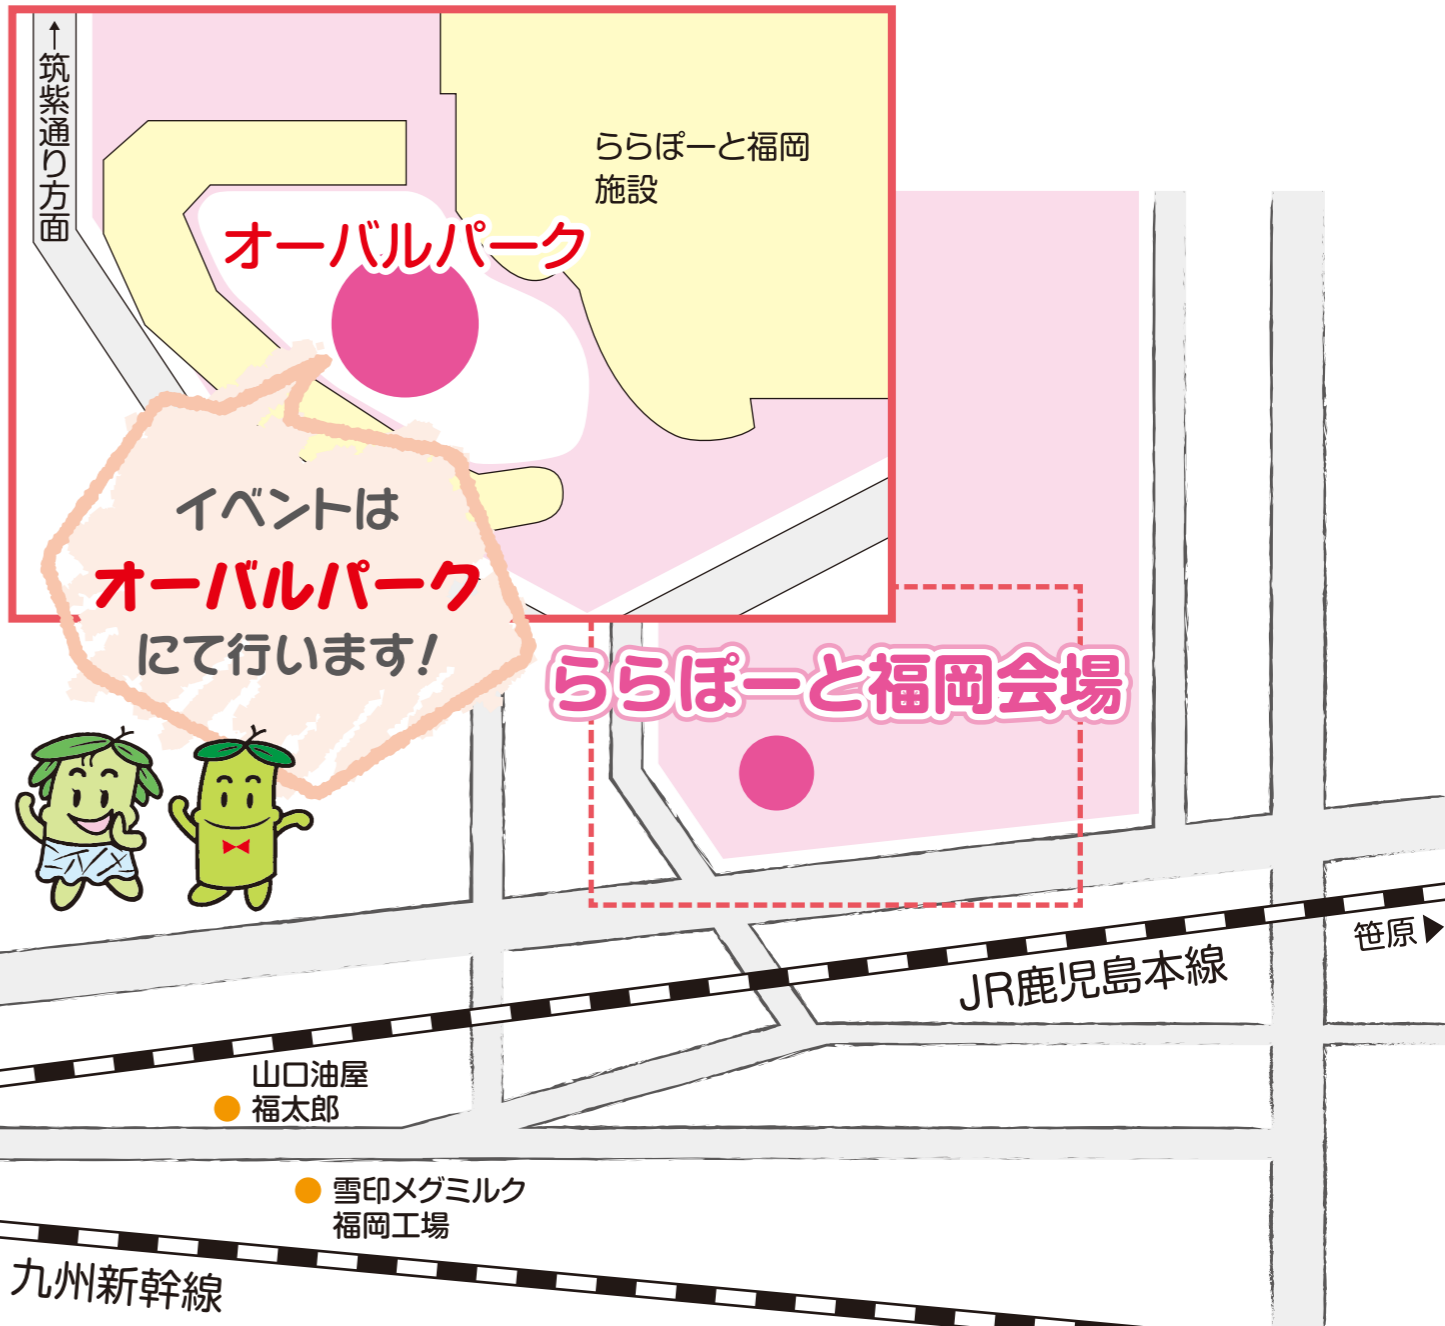 ↑筑紫通り方面
ららぽーと福岡
施設
オーバルパーク
イベントは
オーバルパーク
にて行います!
ららぽーと福岡会場
笹原▶
JR鹿児島本線
山口油屋
福太郎
雪印メグミルク
福岡工場
九州新幹線